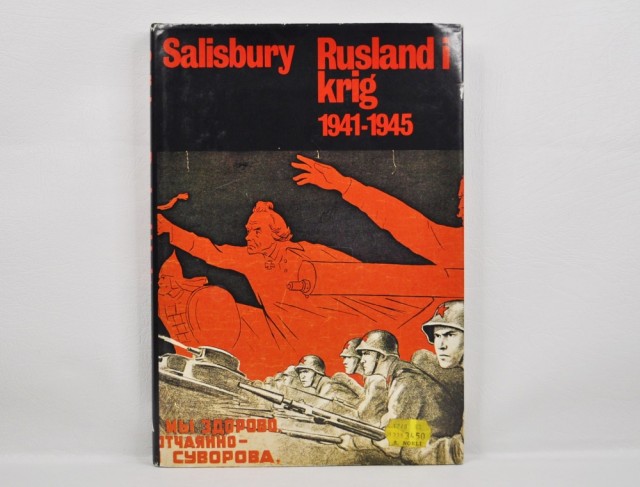 Salisbury Rusland i
krig
1941-1945
МЫ ЗДОРОВО,
ОТЧАЯННО-
СУВОРОВА.